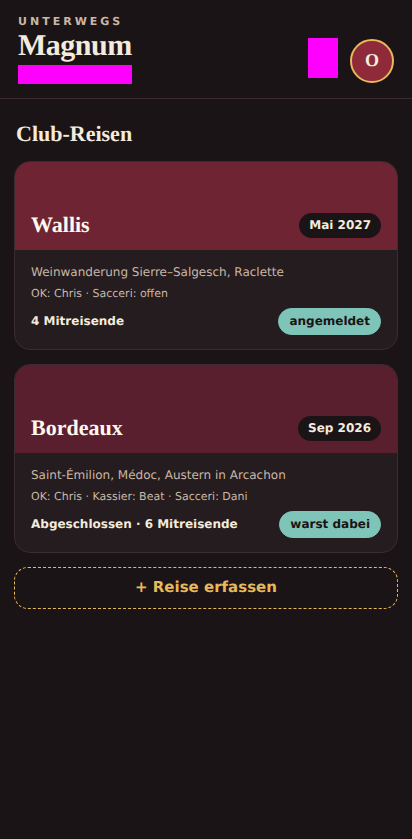 UNTERWEGS
Magnum
O
Club-Reisen
Wallis
Mai 2027
Weinwanderung Sierre–Salgesch, Raclette
OK: Chris · Sacceri: offen
4 Mitreisende
angemeldet
Bordeaux
Sep 2026
Saint-Émilion, Médoc, Austern in Arcachon
OK: Chris · Kassier: Beat · Sacceri: Dani
Abgeschlossen · 6 Mitreisende
warst dabei
+ Reise erfassen